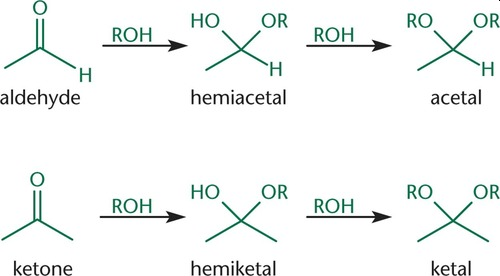 O HO OR RO OR
ROH ROH
H H H
aldehyde hemiacetal acetal
O HO OR RO OR
ROH ROH
ketone hemiketal ketal